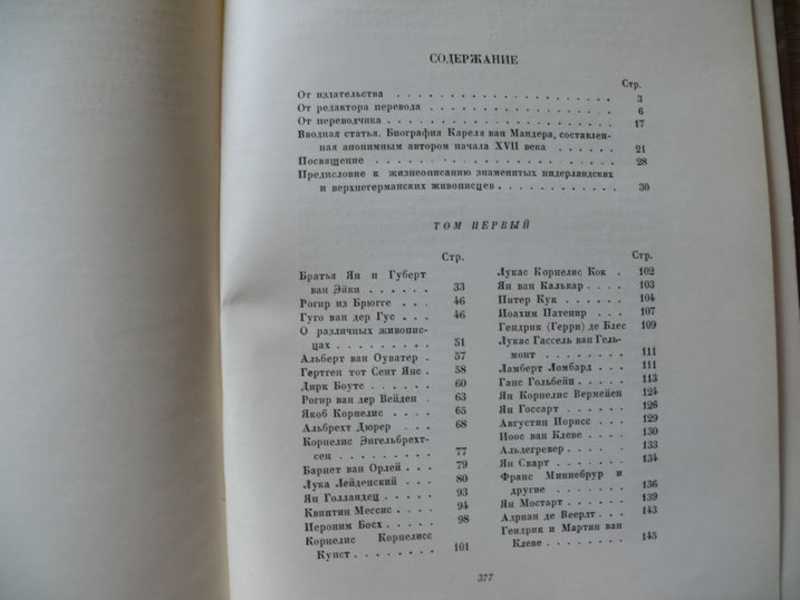 СОДЕРЖАНИЕ
Стр.
От издательства . . . . . . . . . . . . . . . . . . . . 3
От редактора перевода . . . . . . . . . . . . . . . . . 6
От переводчика . . . . . . . . . . . . . . . . . . . . 17
Вводная статья. Биография Кареля ван Мандера, составлен-
ная анонимным автором начала XVII века . . . . . . 21
Посвящение . . . . . . . . . . . . . . . . . . . . . 28
Предисловие к жизнеописанию знаменитых нидерландских
и верхнегерманских живописцев . . . . . . . . . . . 30
ТОМ ПЕРВЫЙ
Стр.
Братья Ян и Губерт
ван Эйки . . . . . . 33
Рогир из Брюгге . . . 46
Гуго ван дер Гус . . . 46
О различных живопис-
цах . . . . . . . . . 51
Альберт ван Оуватер . 57
Гертген тот Сент Янс . 58
Дирк Боутс . . . . . . 60
Рогир ван дер Вейден . 63
Якоб Корнелис . . . . 65
Альбрехт Дюрер . . . 68
Корнелис Энгельбрехт-
сен . . . . . . . . . 77
Барнет ван Орлей . . . 79
Лука Лейденский . . . 80
Ян Голландец . . . . . 93
Квинтин Мессис . . . . 94
Иероним Босх . . . . . 98
Корнелис Корнелисс
Кунст . . . . . . . . 101
Стр.
Лукас Корнелис Кок . 102
Ян ван Калькар . . . . 103
Питер Кук . . . . . . 104
Иоахим Патенир . . . 107
Гендрик (Герри) де Блес 109
Лукас Гассель ван Гель-
монт . . . . . . . . 111
Ламберт Ломбард . . . 111
Ганс Гольбейн . . . . 113
Ян Корнелис Вермейен 124
Ян Госсарт . . . . . . 126
Августин Иорисс . . . 129
Иоос ван Клеве . . . . 130
Альдегревер . . . . . 133
Ян Сварт . . . . . . . 134
Франс Миннебрур и
другие . . . . . . . 136
Ян Мостарт . . . . . . 139
Адриан де Веердт . . . 143
Гендрик и Мартин ван
Клеве . . . . . . . . 145
377